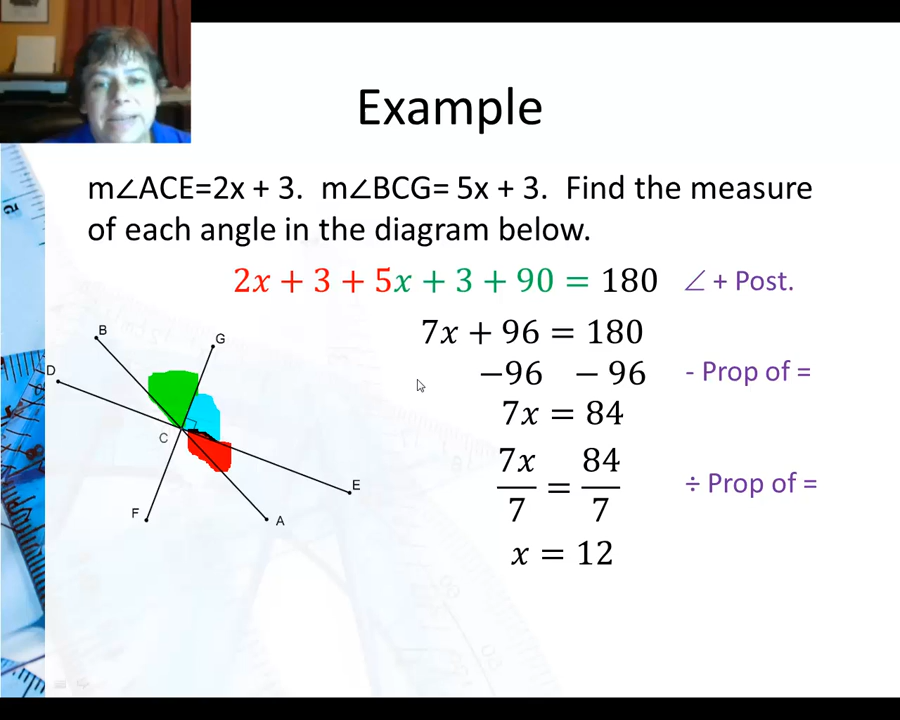 Example
m∠ACE=2x + 3. m∠BCG= 5x + 3. Find the measure
of each angle in the diagram below.
2x + 3 + 5x + 3 + 90 = 180 ∠ + Post.
7x + 96 = 180
−96 − 96 - Prop of =
7x = 84
7x/7 = 84/7 ÷ Prop of =
x = 12
B
G
D
C
E
F
A